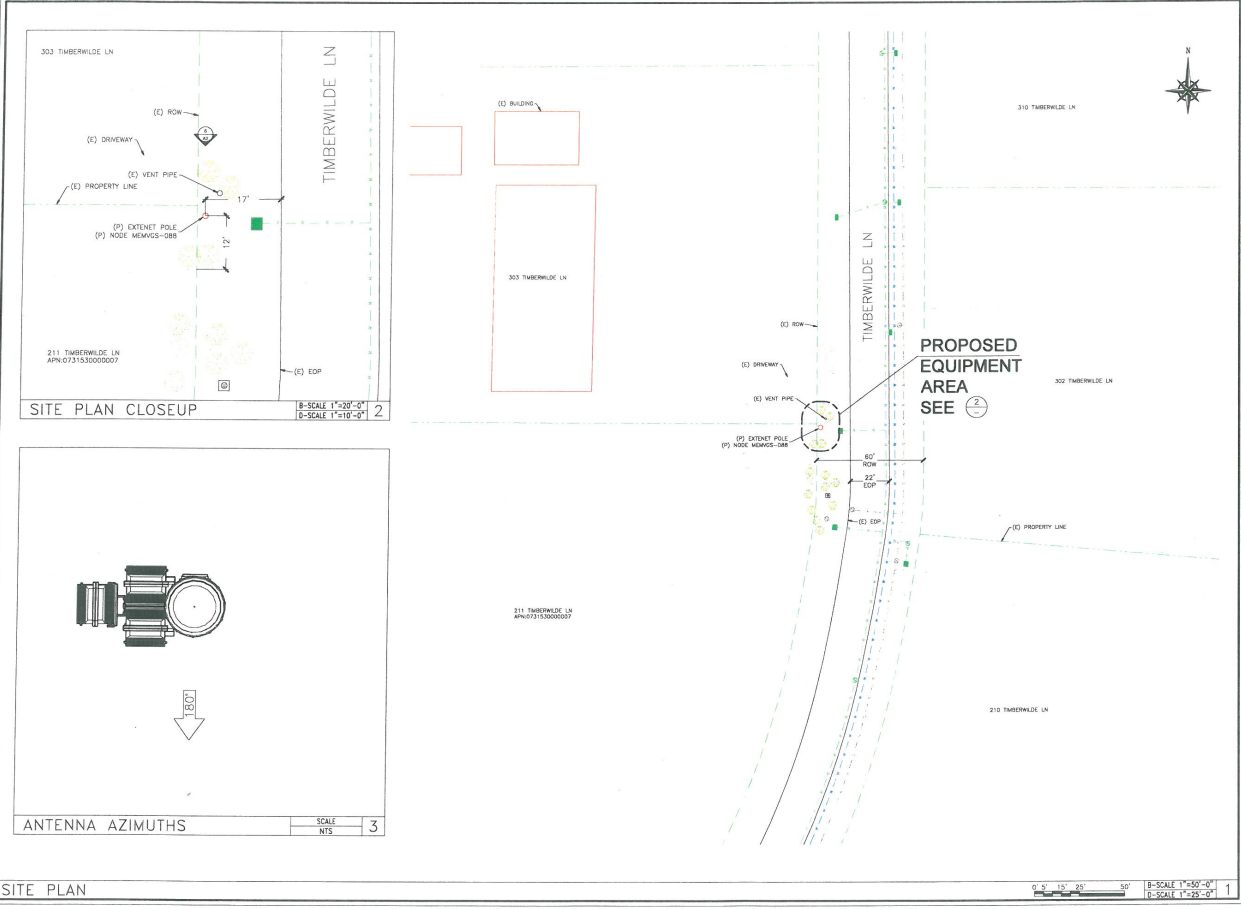 303 TIMBERWILDE LN
TIMBERWILDE LN
(E) ROW
6
A3
(E) DRIVEWAY
(E) VENT PIPE
(E) PROPERTY LINE
17'
(P) EXTENET POLE
(P) NODE MEMVGS-088
12'
211 TIMBERWILDE LN
APN:0731530000007
(E) EOP
SITE PLAN CLOSEUP
B-SCALE 1"=20'-0"
D-SCALE 1"=10'-0"
2
180°
ANTENNA AZIMUTHS
SCALE
NTS
3
(E) BUILDING
N
310 TIMBERWILDE LN
303 TIMBERWILDE LN
TIMBERWILDE LN
(E) ROW
PROPOSED
EQUIPMENT
AREA
SEE 2
(E) DRIVEWAY
302 TIMBERWILDE LN
(E) VENT PIPE
(P) EXTENET POLE
(P) NODE MEMVGS-088
60'
ROW
22'
EOP
(E) EOP
(E) PROPERTY LINE
211 TIMBERWILDE LN
APN:0731530000007
210 TIMBERWILDE LN
SITE PLAN
0' 5' 15' 25' 50'
B-SCALE 1"=50'-0"
D-SCALE 1"=25'-0"
1